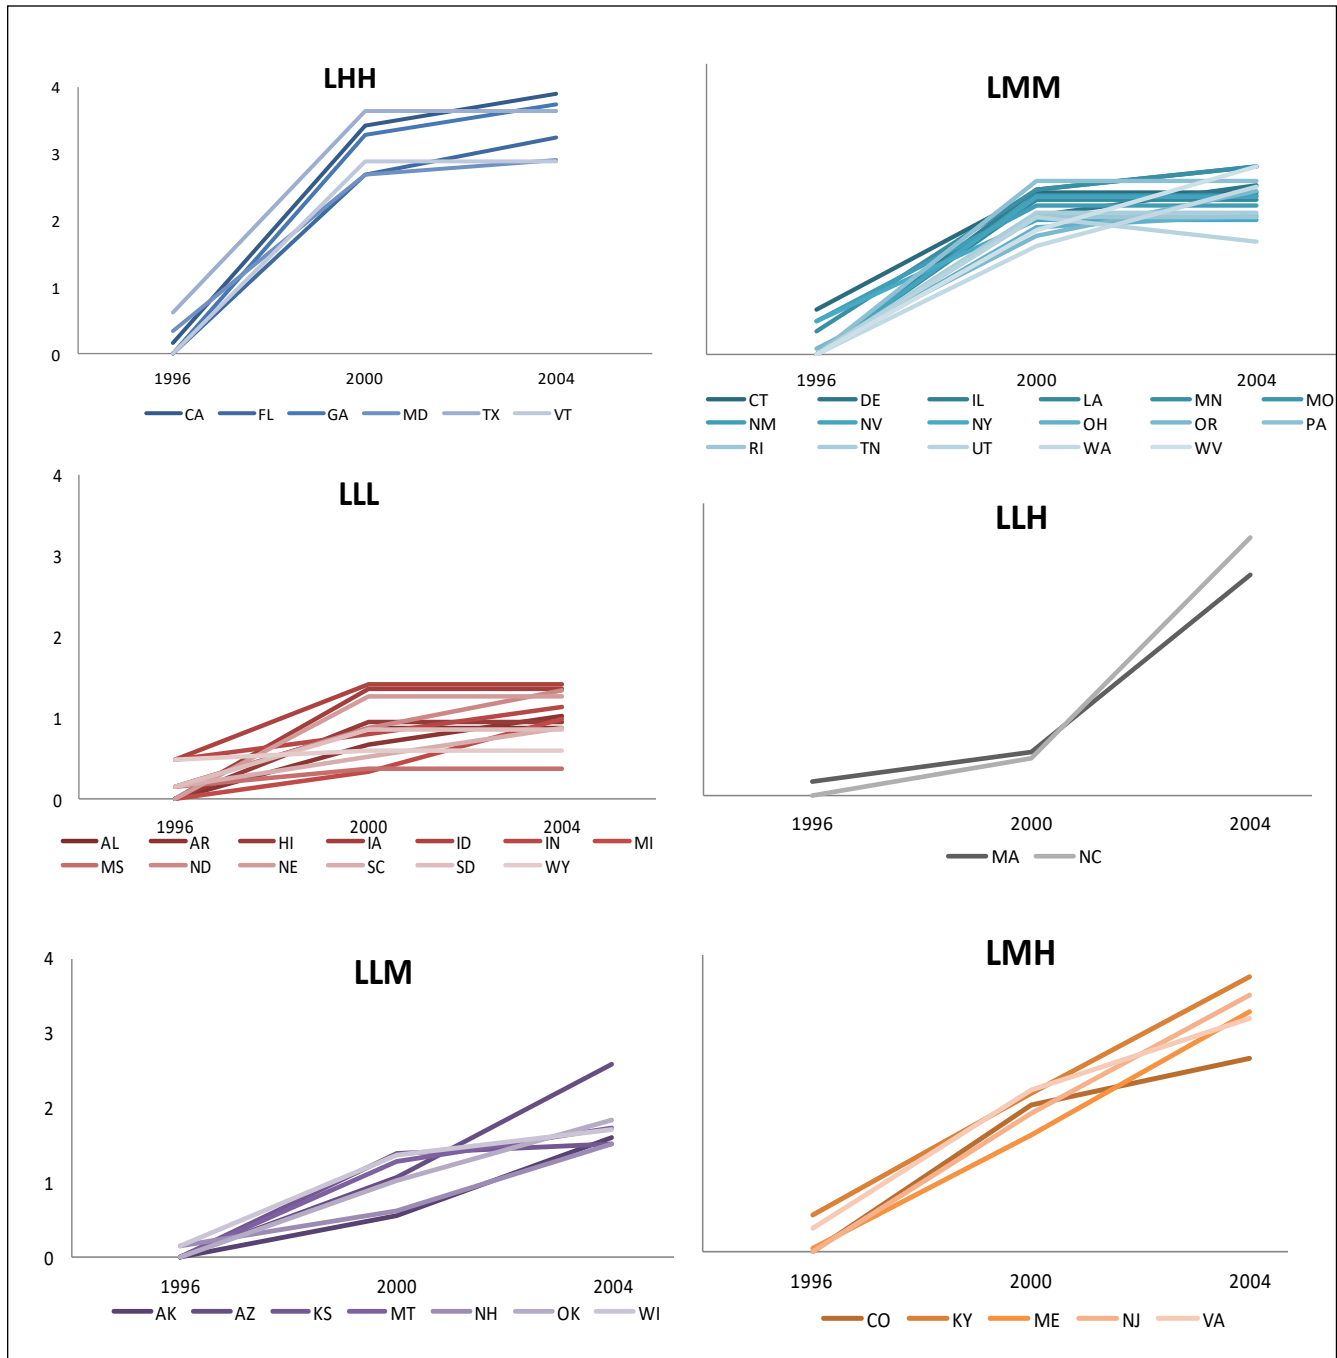 LHH
4
3
2
1
0
1996 2000 2004
CA FL GA MD TX VT
LMM
1996 2000 2004
CT DE IL LA MN MO
NM NV NY OH OR PA
RI TN UT WA WV
LLL
4
3
2
1
0
1996 2000 2004
AL AR HI IA ID IN MI
MS ND NE SC SD WY
LLH
1996 2000 2004
MA NC
LLM
4
3
2
1
0
1996 2000 2004
AK AZ KS MT NH OK WI
LMH
1996 2000 2004
CO KY ME NJ VA